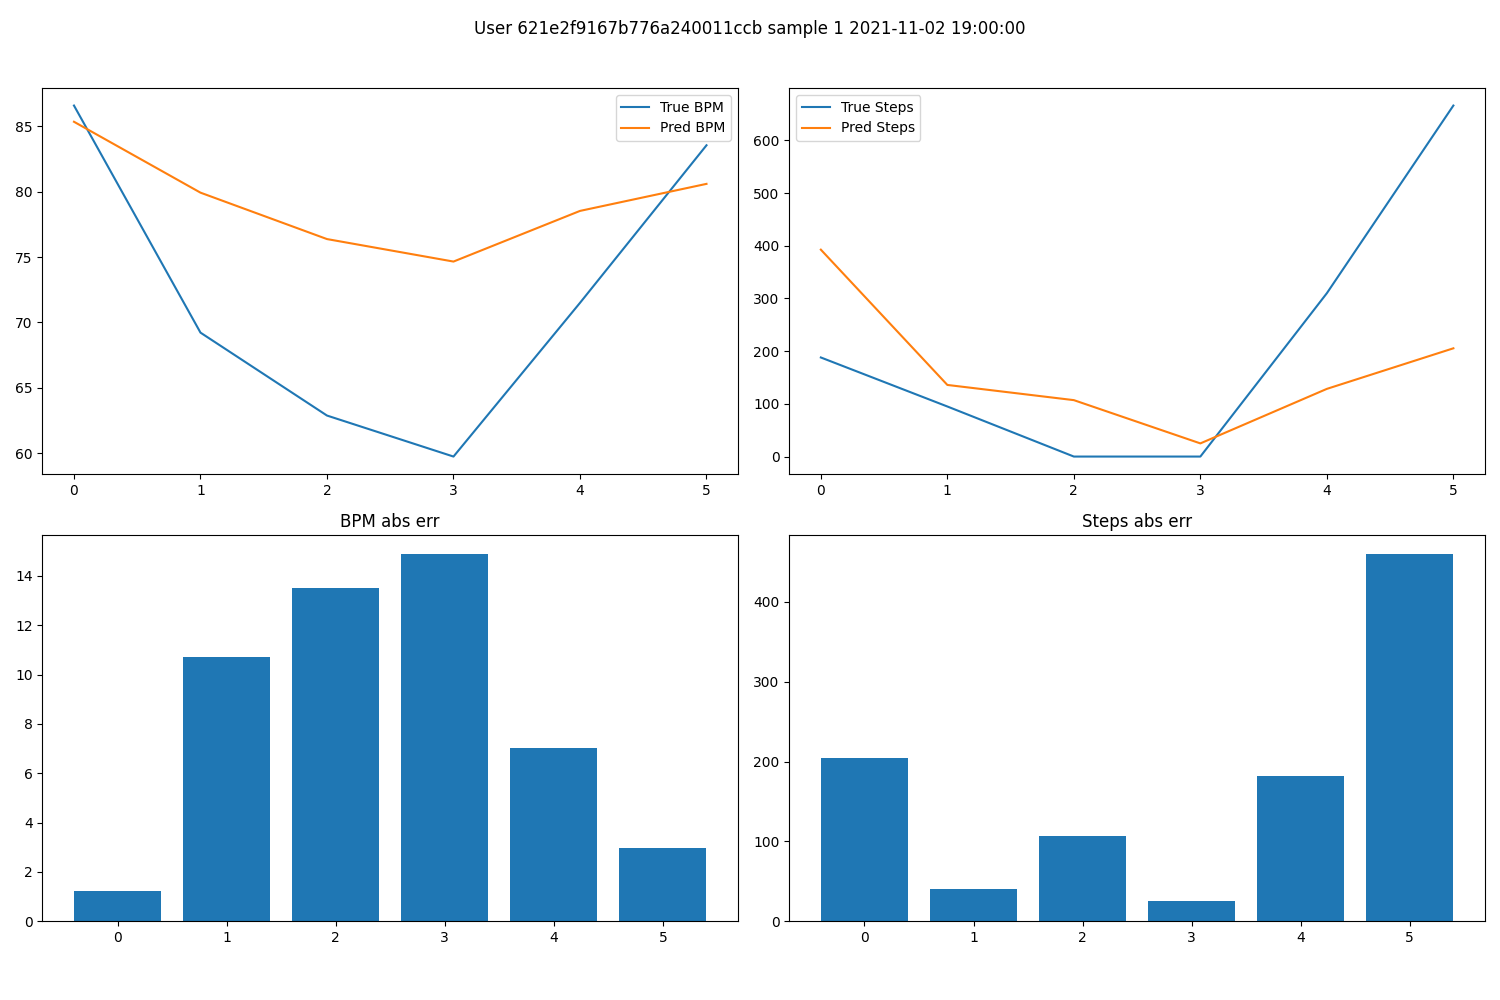 User 621e2f9167b776a240011ccb sample 1 2021-11-02 19:00:00
True BPM
Pred BPM
85
80
75
70
65
60
0 1 2 3 4 5
True Steps
Pred Steps
600
500
400
300
200
100
0
0 1 2 3 4 5
BPM abs err
14
12
10
8
6
4
2
0
0 1 2 3 4 5
Steps abs err
400
300
200
100
0
0 1 2 3 4 5